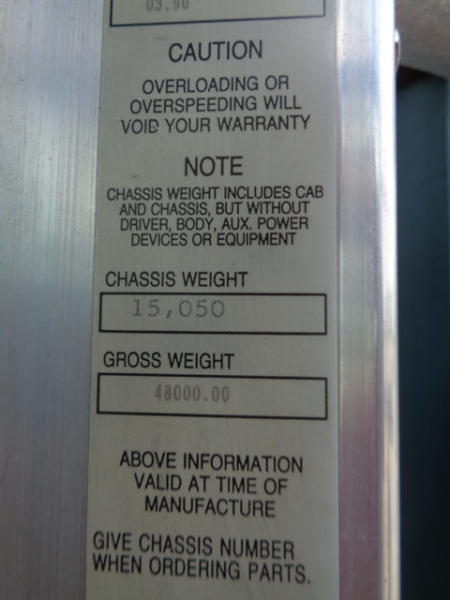 03.90
CAUTION
OVERLOADING OR
OVERSPEEDING WILL
VOID YOUR WARRANTY
NOTE
CHASSIS WEIGHT INCLUDES CAB
AND CHASSIS, BUT WITHOUT
DRIVER, BODY, AUX. POWER
DEVICES OR EQUIPMENT
CHASSIS WEIGHT
15,050
GROSS WEIGHT
48000.00
ABOVE INFORMATION
VALID AT TIME OF
MANUFACTURE
GIVE CHASSIS NUMBER
WHEN ORDERING PARTS.